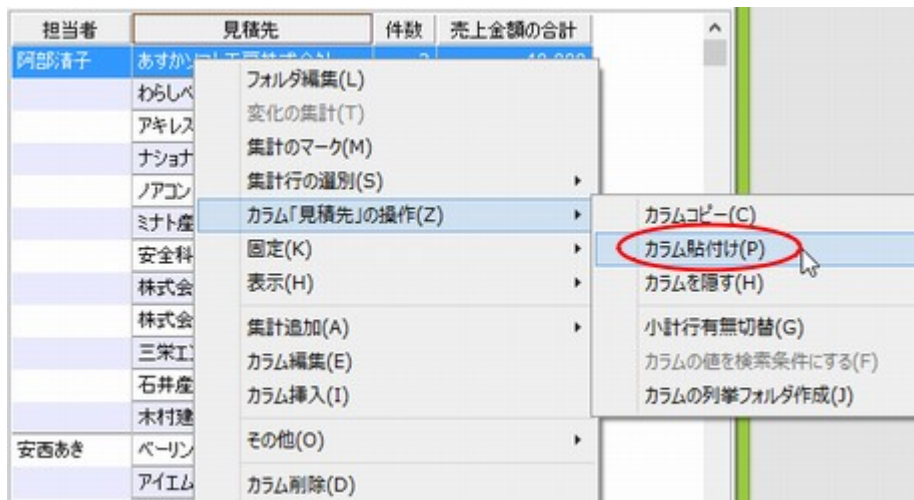 担当者 見積先 件数 売上金額の合計
阿部清子 あすか
わらしべ
アキレス
ナショナ
ノアコン
ミナト産
安全科
株式会
株式会
三栄エ
石井産
木村建
安西あき ベーリン
アイエム
フォルダ編集(L)
変化の集計(T)
集計のマーク(M)
集計行の選別(S)
カラム「見積先」の操作(Z)
固定(K)
表示(H)
集計追加(A)
カラム編集(E)
カラム挿入(I)
その他(O)
カラム削除(D)
カラムコピー(C)
カラム貼付け(P)
カラムを隠す(H)
小計行有無切替(G)
カラムの値を検索条件にする(F)
カラムの列挙フォルダ作成(J)